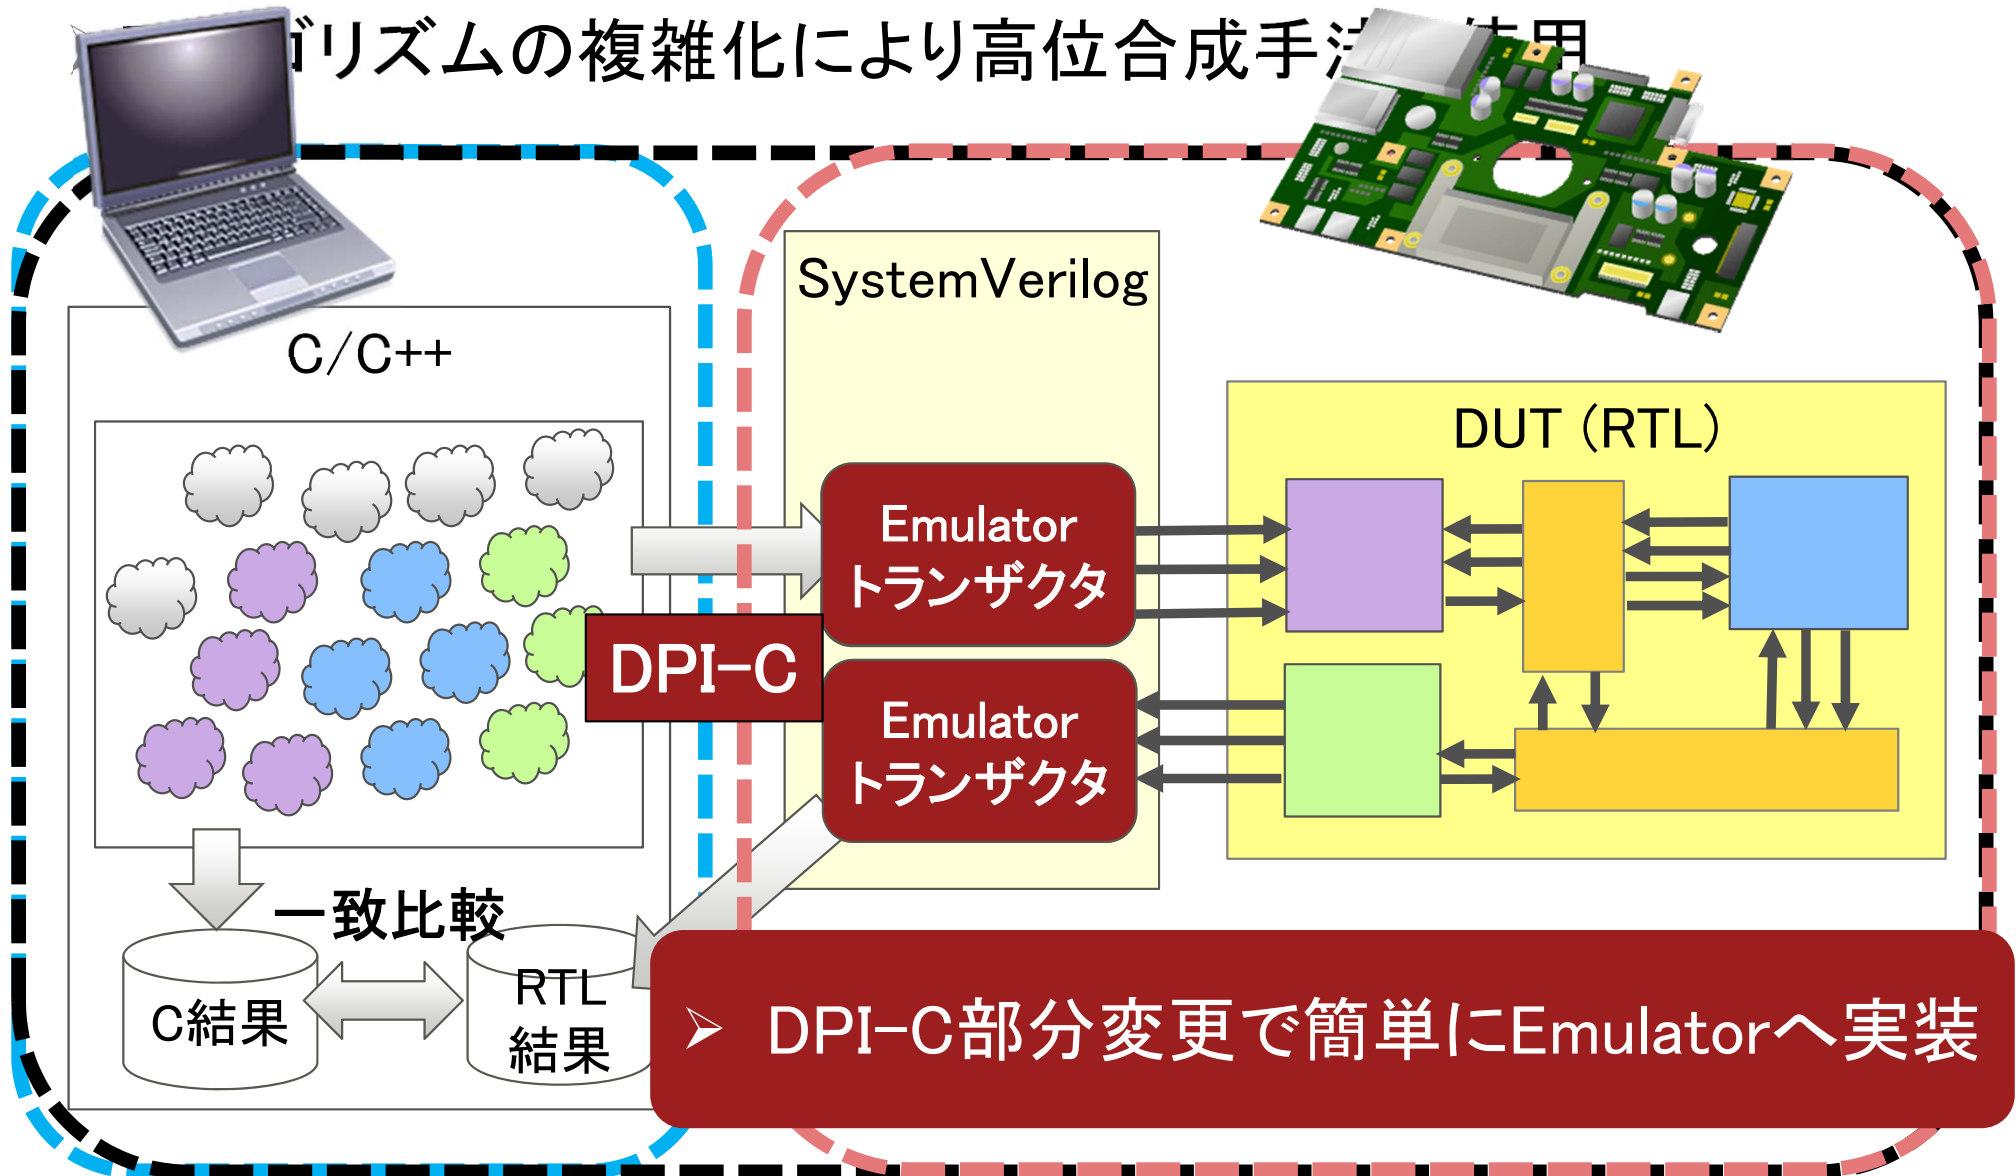 ゴリズムの複雑化により高位合成手
SystemVerilog
C/C++
DUT (RTL)
Emulator
トランザクタ
DPI-C
Emulator
トランザクタ
一致比較
C結果
RTL
結果
➢ DPI-C部分変更で簡単にEmulatorへ実装